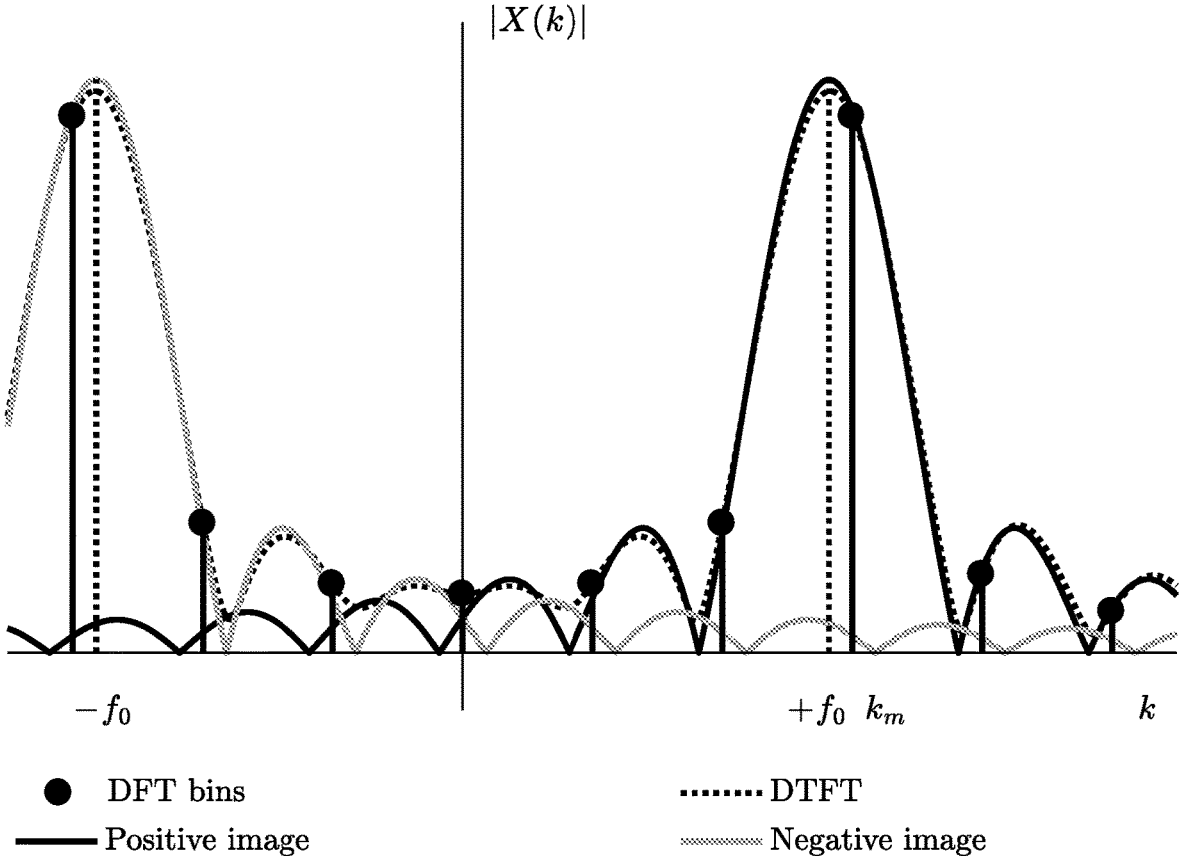 |X(k)|
−f₀
+f₀ kₘ k
DFT bins
DTFT
Positive image
Negative image